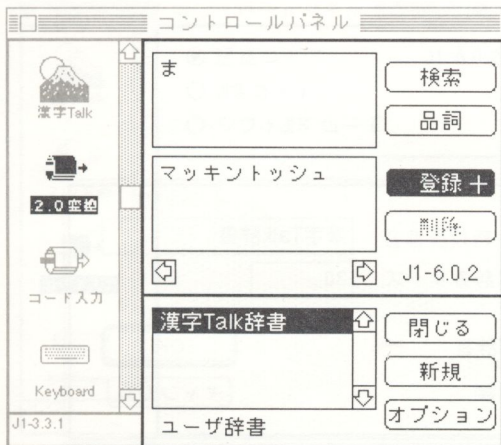 コントロールパネル
漢字Talk
2.0変換
コード入力
Keyboard
J1-3.3.1
ま
検索
品詞
マッキントッシュ
登録+
削除
J1-6.0.2
漢字Talk辞書
閉じる
新規
オプション
ユーザ辞書